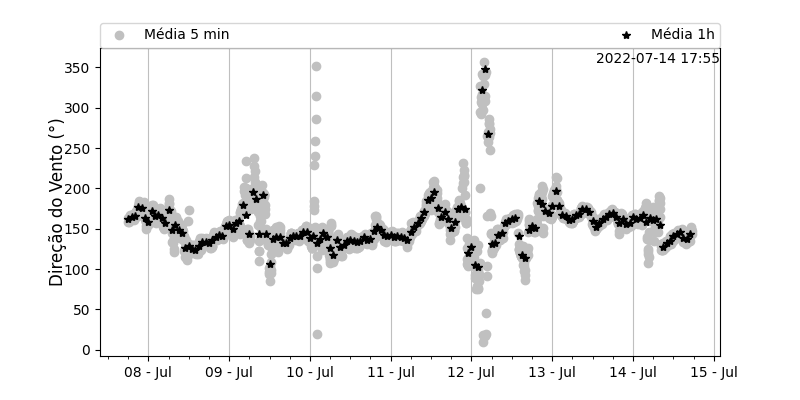 Média 5 min
Média 1h
2022-07-14 17:55
Direção do Vento (°)
350
300
250
200
150
100
50
0
08 - Jul
09 - Jul
10 - Jul
11 - Jul
12 - Jul
13 - Jul
14 - Jul
15 - Jul